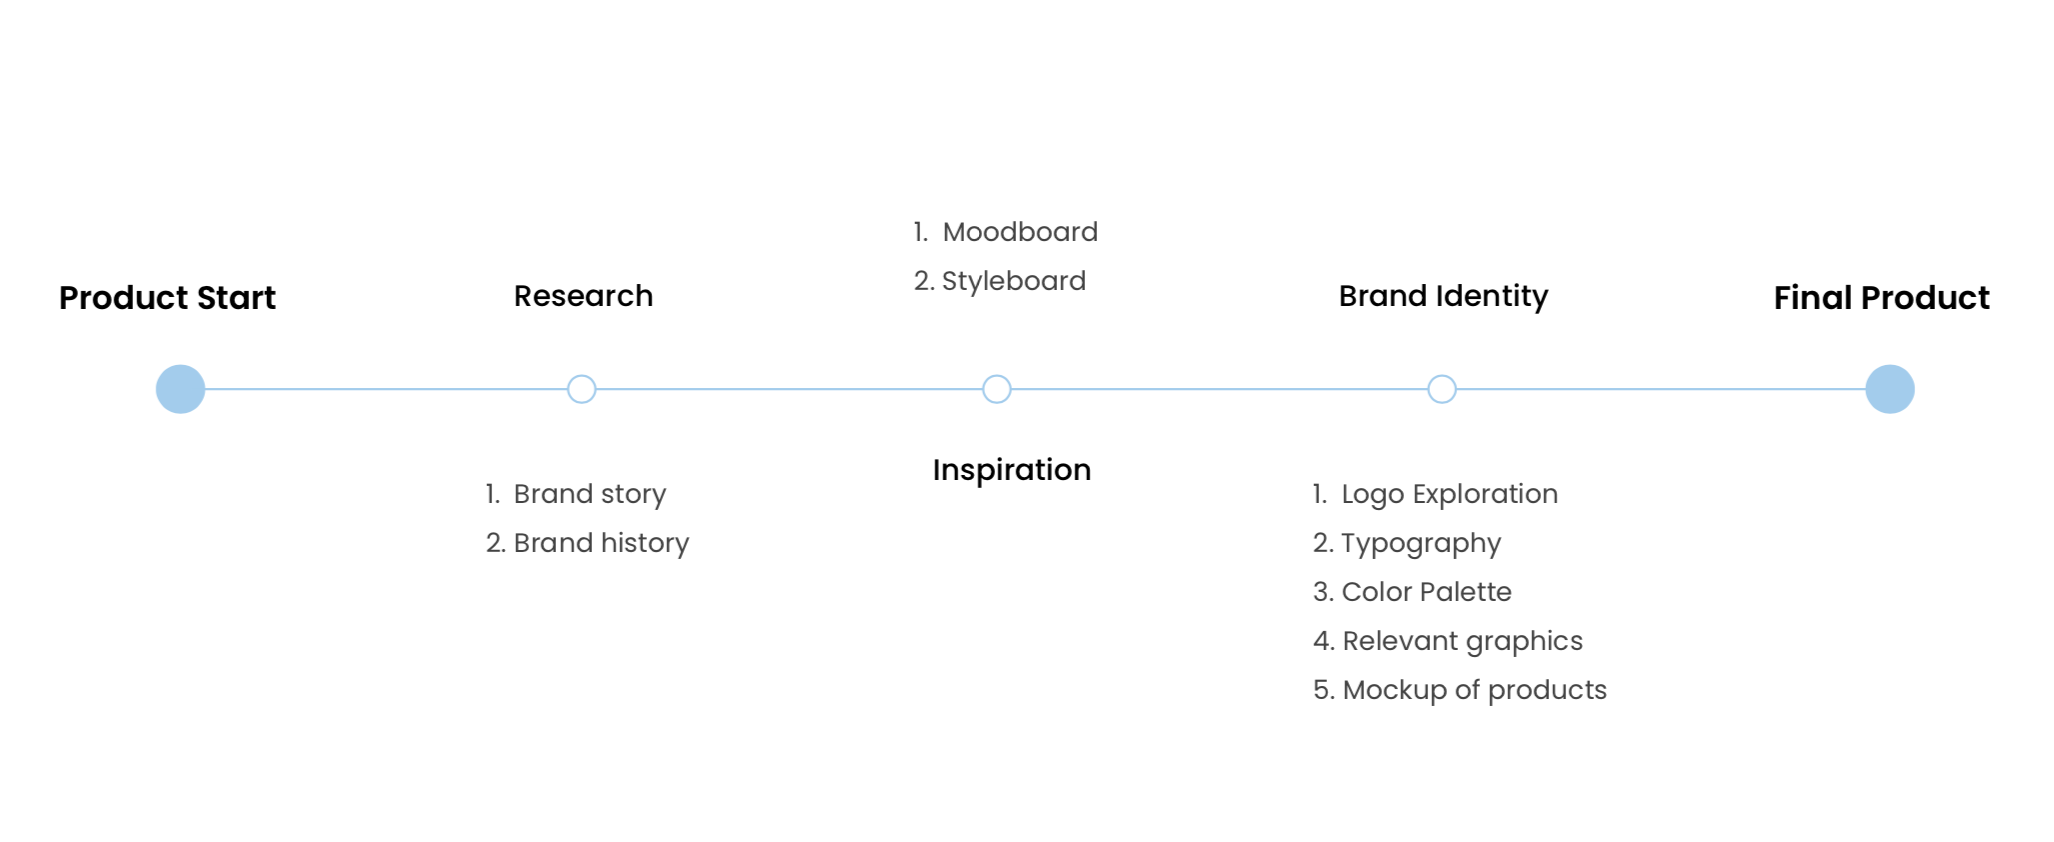 Product Start
Research
1. Brand story
2. Brand history
1. Moodboard
2. Styleboard
Inspiration
Brand Identity
1. Logo Exploration
2. Typography
3. Color Palette
4. Relevant graphics
5. Mockup of products
Final Product